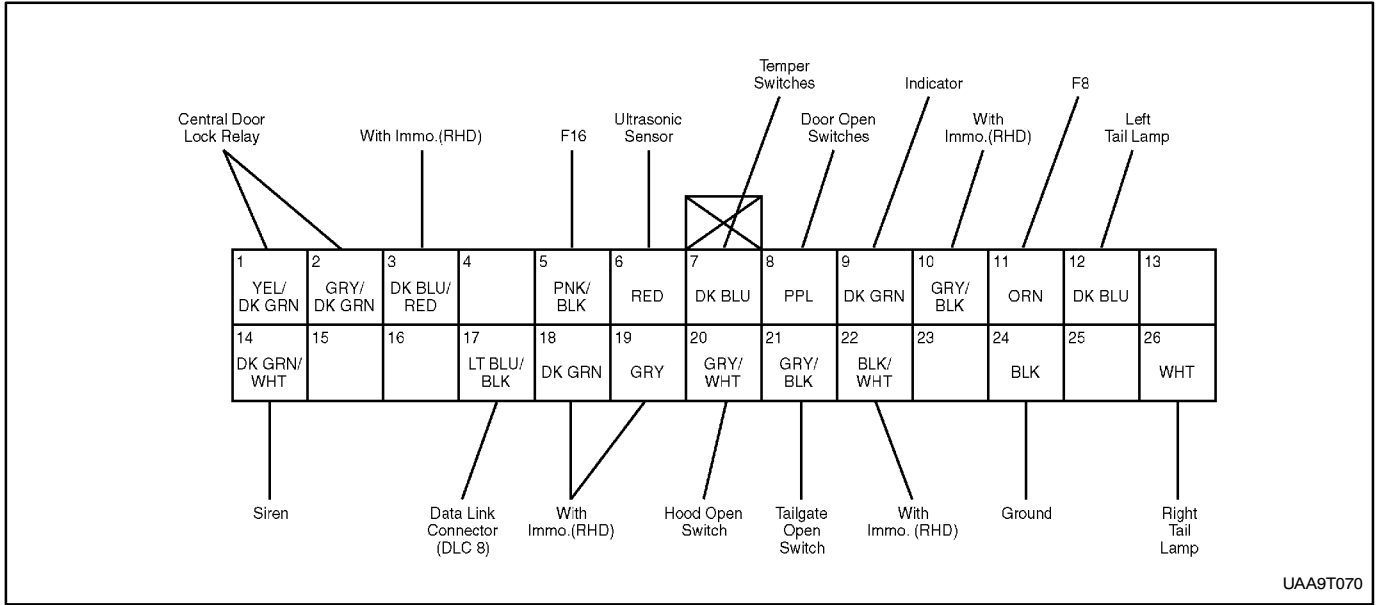 Temper
Switches
Indicator
F8
Central Door
Lock Relay
With Immo.(RHD)
F16
Ultrasonic
Sensor
Door Open
Switches
With
Immo.(RHD)
Left
Tail Lamp
1
YEL/
DK GRN
2
GRY/
DK GRN
3
DK BLU/
RED
4
5
PNK/
BLK
6
RED
7
DK BLU
8
PPL
9
DK GRN
10
GRY/
BLK
11
ORN
12
DK BLU
13
14
DK GRN/
WHT
15
16
17
LT BLU/
BLK
18
DK GRN
19
GRY
20
GRY/
WHT
21
GRY/
BLK
22
BLK/
WHT
23
24
BLK
25
26
WHT
Siren
Data Link
Connector
(DLC 8)
With
Immo.(RHD)
Hood Open
Switch
Tailgate
Open
Switch
With
Immo.(RHD)
Ground
Right
Tail
Lamp
UAA9T070